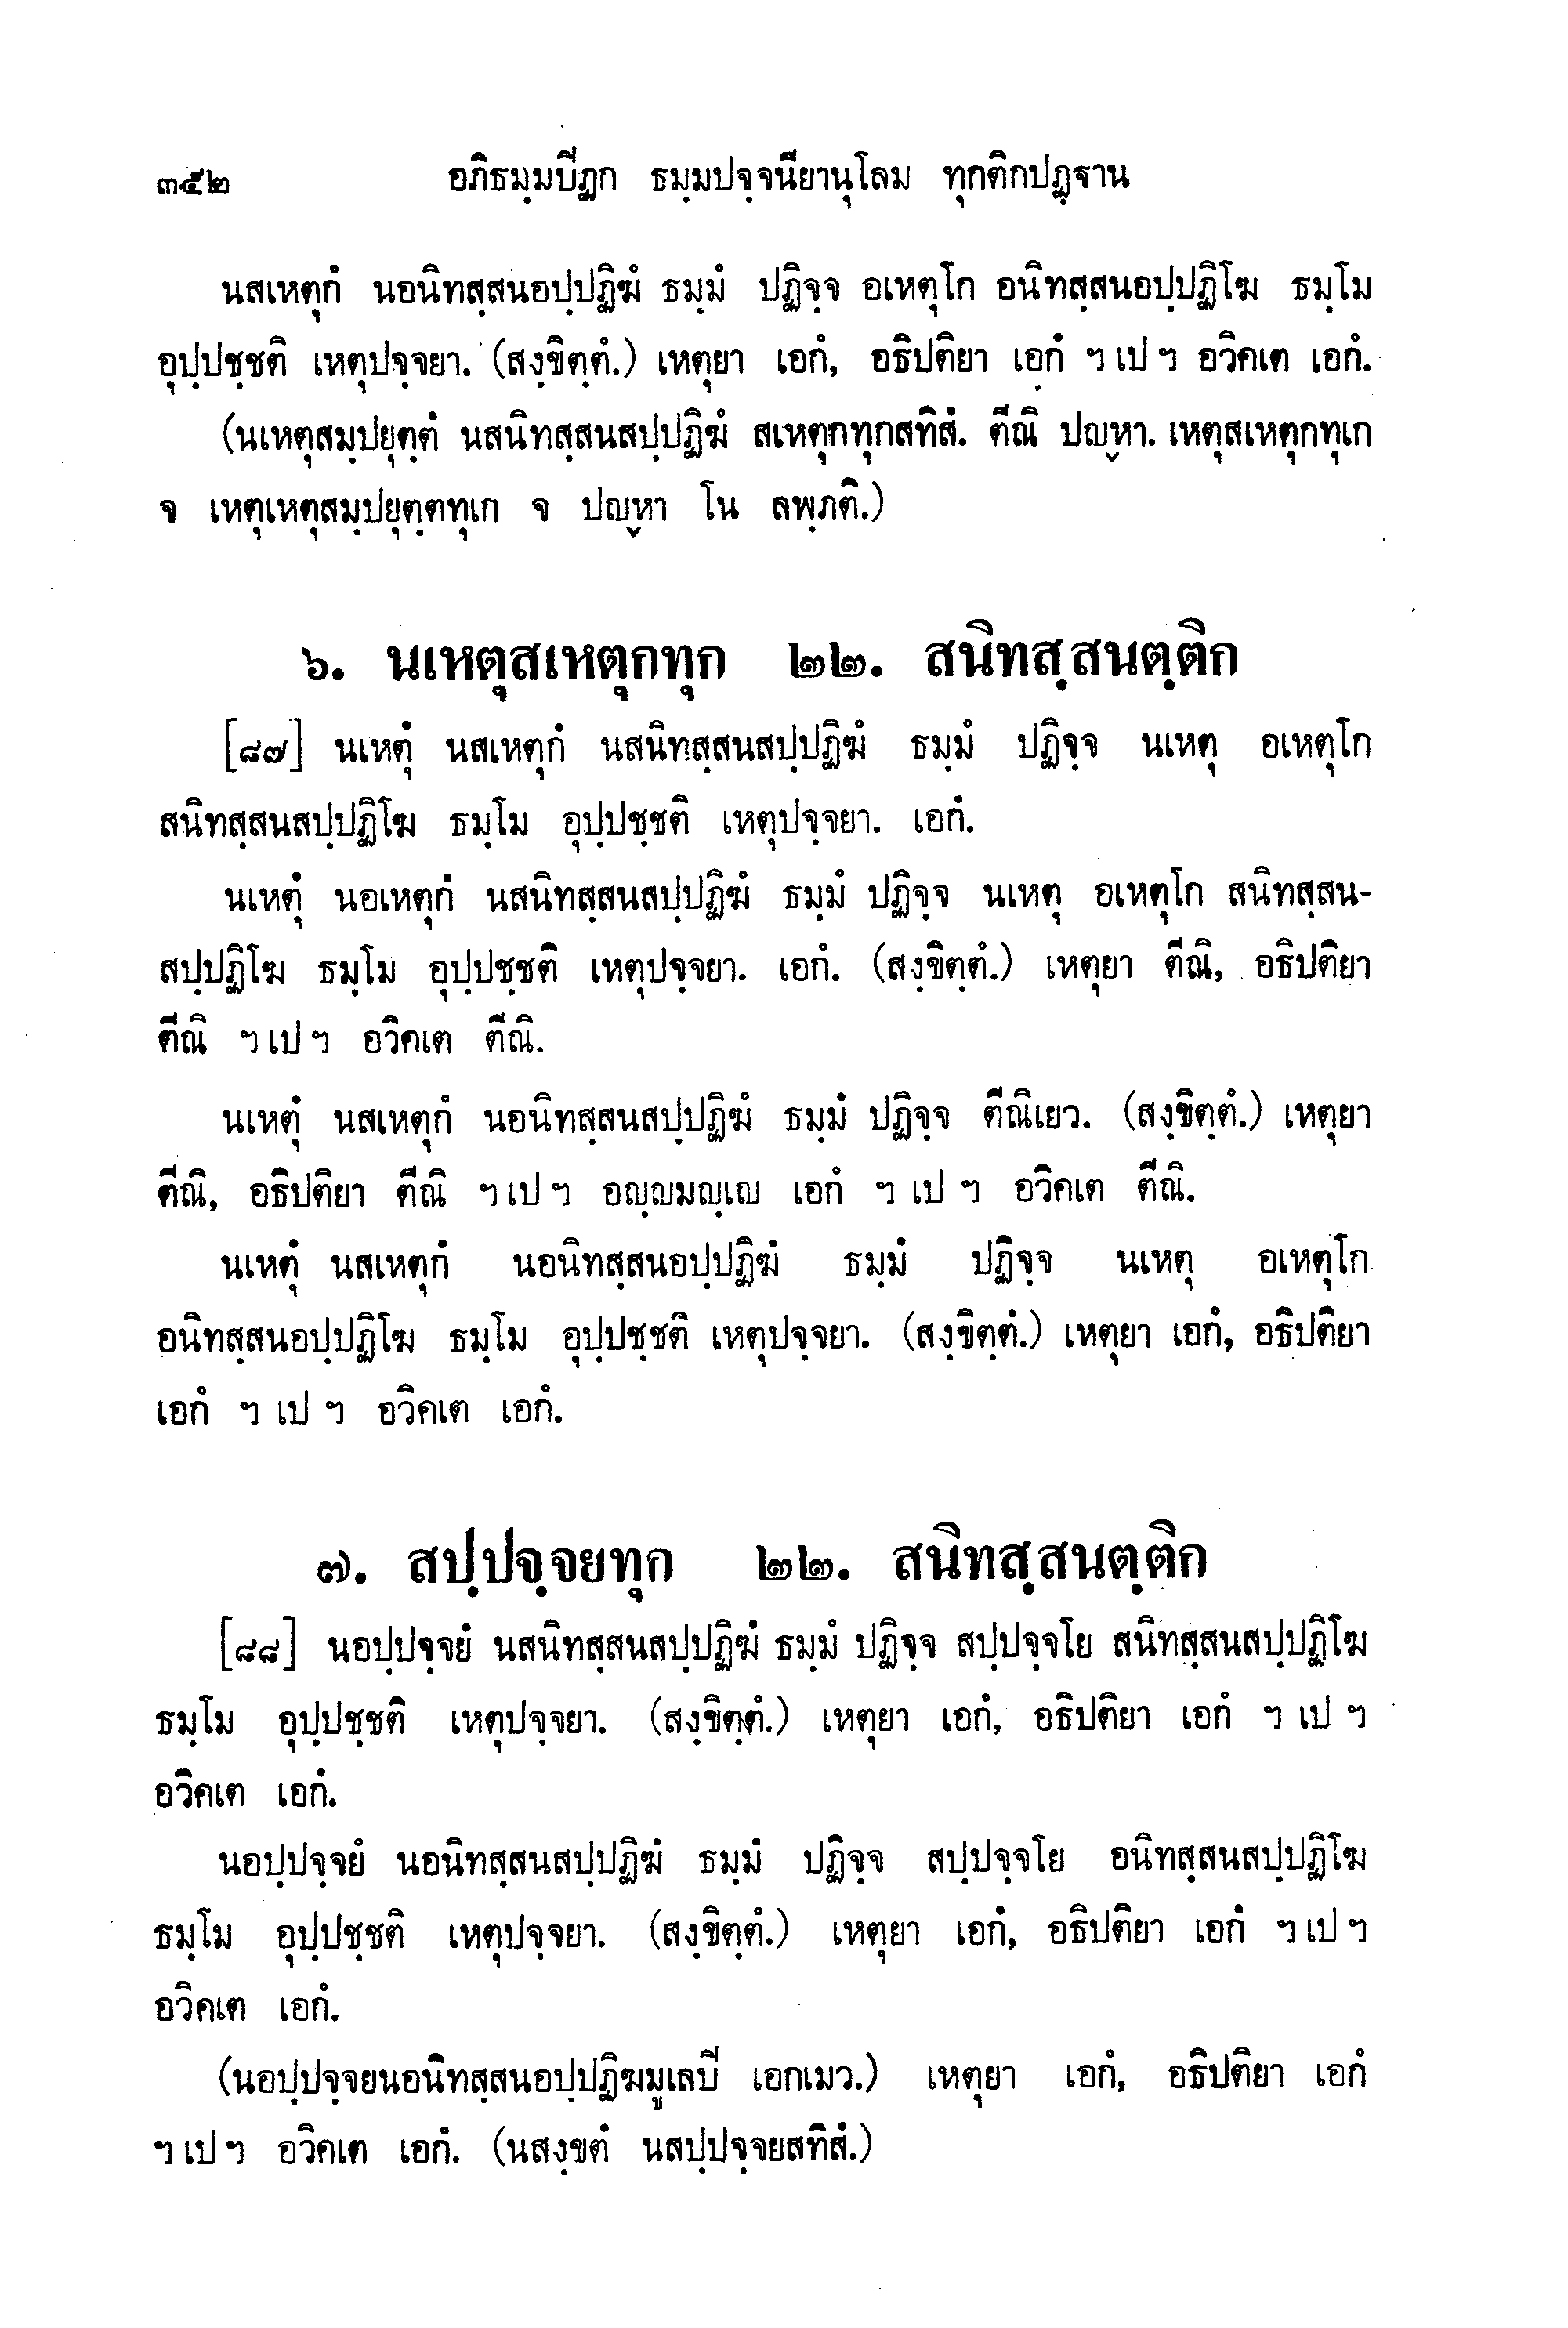 ๓๕๒ อภิธมฺมปิฏก ธมฺมปจฺจนียานุโลม ทุกติกปฏฺฐาน
นสเหตุกํ นอนิทสฺสนอปฺปฏิฆํ ธมฺมํ ปฏิจฺจ อเหตุโก อนิทสฺสนอปฺปฏิโฆ ธมฺโม
อุปฺปชฺชติ เหตุปจฺจยา. (สงฺขิตฺตํ.) เหตุยา เอกํ, อธิปติยา เอกํ ฯ เป ฯ อวิคเต เอกํ.
(นเหตุสมฺปยุตฺตํ นสนิทสฺสนสปฺปฏิฆํ สเหตุกทุกสทิสํ. ตีณิ ปญฺหา. เหตุสเหตุกทุเก
จ เหตุเหตุสมฺปยุตฺตทุเก จ ปญฺหา โน ลพฺภติ.)
๖. นเหตุสเหตุกทุก ๒๒. สนิทสฺสนตฺติก
[๘๗] นเหตุํ นสเหตุกํ นสนิทสฺสนสปฺปฏิฆํ ธมฺมํ ปฏิจฺจ นเหตุ อเหตุโก
สนิทสฺสนสปฺปฏิโฆ ธมฺโม อุปฺปชฺชติ เหตุปจฺจยา. เอกํ.
นเหตุํ นอเหตุกํ นสนิทสฺสนสปฺปฏิฆํ ธมฺมํ ปฏิจฺจ นเหตุ อเหตุโก สนิทสฺสน-
สปฺปฏิโฆ ธมฺโม อุปฺปชฺชติ เหตุปจฺจยา. เอกํ. (สงฺขิตฺตํ.) เหตุยา ตีณิ, อธิปติยา
ตีณิ ฯ เป ฯ อวิคเต ตีณิ.
นเหตุํ นสเหตุกํ นอนิทสฺสนสปฺปฏิฆํ ธมฺมํ ปฏิจฺจ ตีณิเยว. (สงฺขิตฺตํ.) เหตุยา
ตีณิ, อธิปติยา ตีณิ ฯ เป ฯ อญฺญมญฺเญ เอกํ ฯ เป ฯ อวิคเต ตีณิ.
นเหตุํ นสเหตุกํ นอนิทสฺสนอปฺปฏิฆํ ธมฺมํ ปฏิจฺจ นเหตุ อเหตุโก
อนิทสฺสนอปฺปฏิโฆ ธมฺโม อุปฺปชฺชติ เหตุปจฺจยา. (สงฺขิตฺตํ.) เหตุยา เอกํ, อธิปติยา
เอกํ ฯ เป ฯ อวิคเต เอกํ.
๗. สปฺปจฺจยทุก ๒๒. สนิทสฺสนตฺติก
[๘๘] นอปฺปจฺจยํ นสนิทสฺสนสปฺปฏิฆํ ธมฺมํ ปฏิจฺจ สปฺปจฺจโย สนิทสฺสนสปฺปฏิโฆ
ธมฺโม อุปฺปชฺชติ เหตุปจฺจยา. (สงฺขิตฺตํ.) เหตุยา เอกํ, อธิปติยา เอกํ ฯ เป ฯ
อวิคเต เอกํ.
นอปฺปจฺจยํ นอนิทสฺสนสปฺปฏิฆํ ธมฺมํ ปฏิจฺจ สปฺปจฺจโย อนิทสฺสนสปฺปฏิโฆ
ธมฺโม อุปฺปชฺชติ เหตุปจฺจยา. (สงฺขิตฺตํ.) เหตุยา เอกํ, อธิปติยา เอกํ ฯ เป ฯ
อวิคเต เอกํ.
(นอปฺปจฺจยนอนิทสฺสนอปฺปฏิฆมูเลปิ เอกเมว.) เหตุยา เอกํ, อธิปติยา เอกํ
ฯ เป ฯ อวิคเต เอกํ. (นสงฺขตํ นสปฺปจฺจยสทิสํ.)